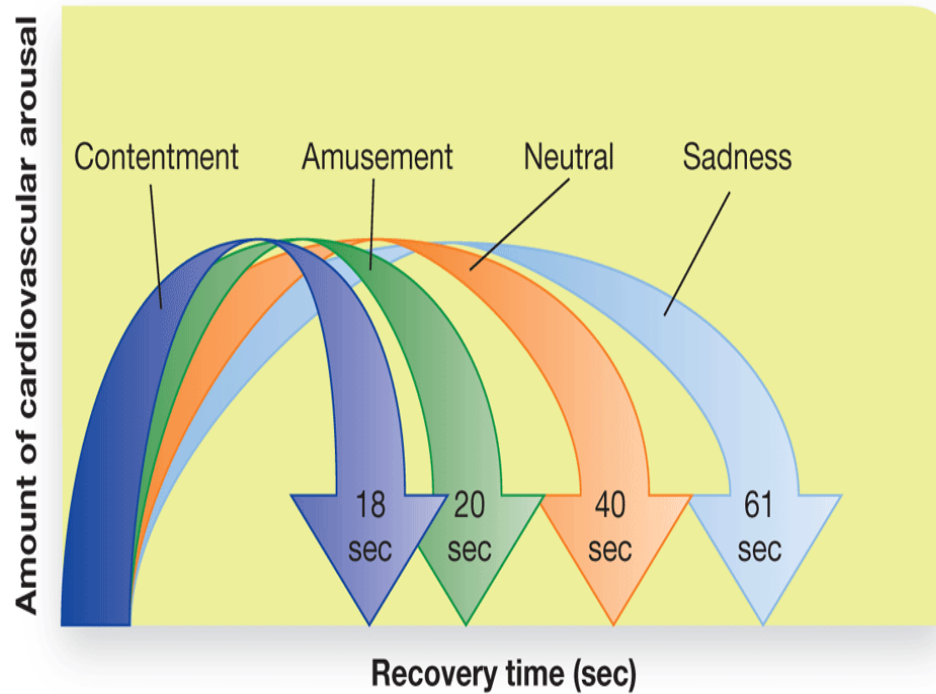 Amount of cardiovascular arousal
Contentment
Amusement
Neutral
Sadness
18
sec
20
sec
40
sec
61
sec
Recovery time (sec)